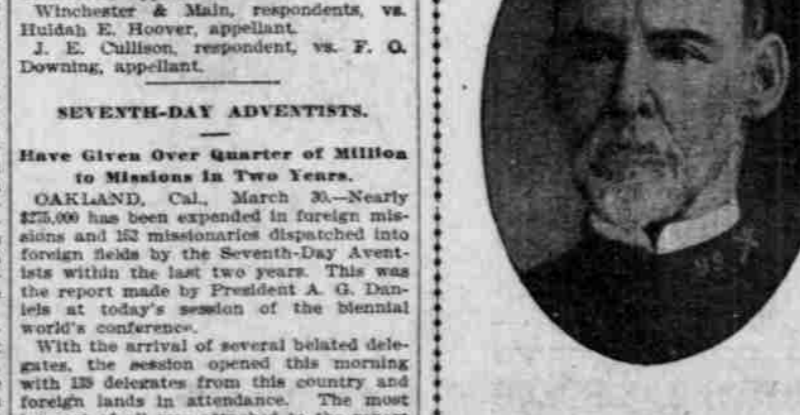 Winchester & Main, respondents, vs.
Huldah E. Hoover, appellant.
J. E. Cullison, respondent, vs. F. O.
Downing, appellant.
SEVENTH-DAY ADVENTISTS.
Have Given Over Quarter of Million
to Missions in Two Years.
OAKLAND, Cal., March 30.—Nearly
$275,000 has been expended in foreign mis-
sions and 162 missionaries dispatched into
foreign fields by the Seventh-Day Avent-
ists within the last two years. This was
the report made by President A. G. Dan-
iels at today's session of the biennial
world's conference.
With the arrival of several belated dele-
gates, the session opened this morning
with 138 delegates from this country and
foreign lands in attendance. The most